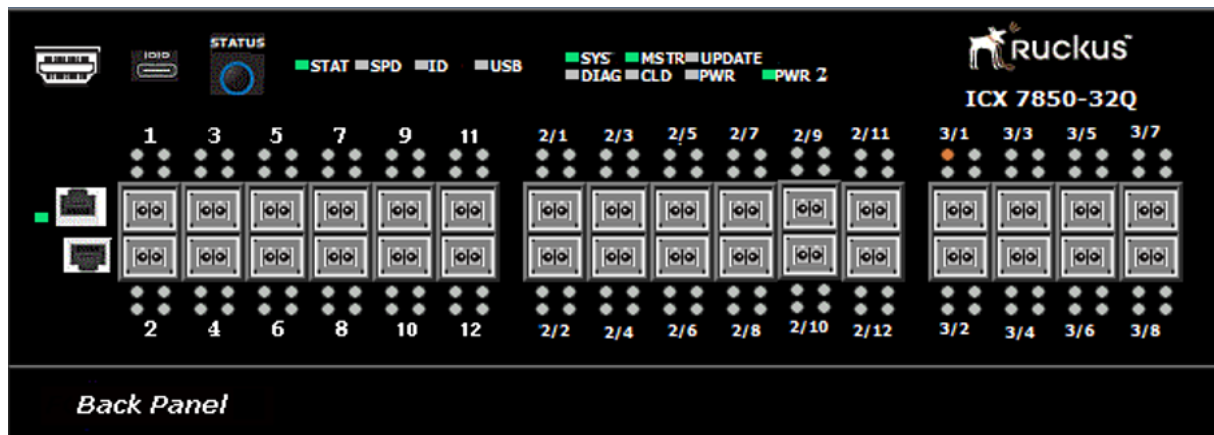 STATUS
IOIO
RUCKUS
STAT SPD ID USB
SYS MSTR UPDATE
DIAG CLD PWR PWR 2
ICX 7850-32Q
1 3 5 7 9 11 2/1 2/3 2/5 2/7 2/9 2/11 3/1 3/3 3/5 3/7
2 4 6 8 10 12 2/2 2/4 2/6 2/8 2/10 2/12 3/2 3/4 3/6 3/8
Back Panel